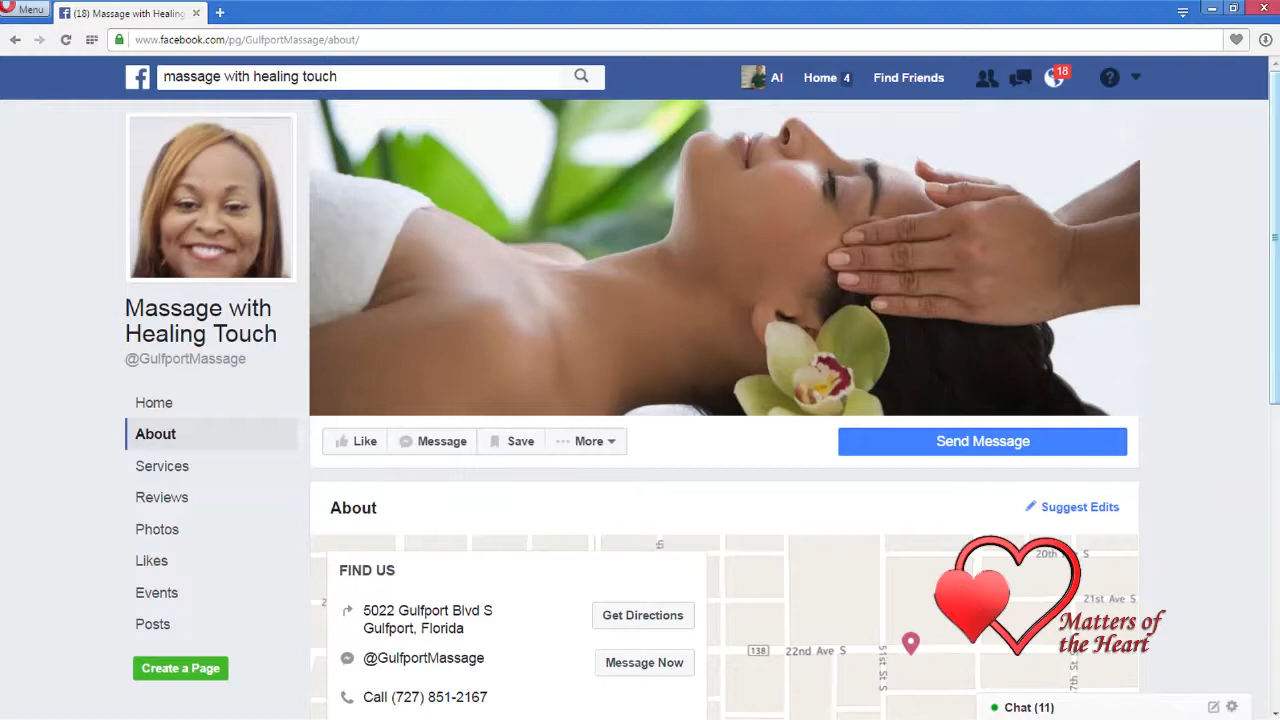 Menu
(18) Massage with Healing
www.facebook.com/pg/GulfportMassage/about/
massage with healing touch
Al
Home 4
Find Friends
18
Massage with
Healing Touch
@GulfportMassage
Home
About
Services
Reviews
Photos
Likes
Events
Posts
Create a Page
Like
Message
Save
More
Send Message
About
Suggest Edits
FIND US
5022 Gulfport Blvd S
Gulfport, Florida
Get Directions
@GulfportMassage
Message Now
Call (727) 851-2167
20th S
21st Ave S
138
22nd Ave S
51st S
7th St S
Matters of
the Heart
Chat (11)